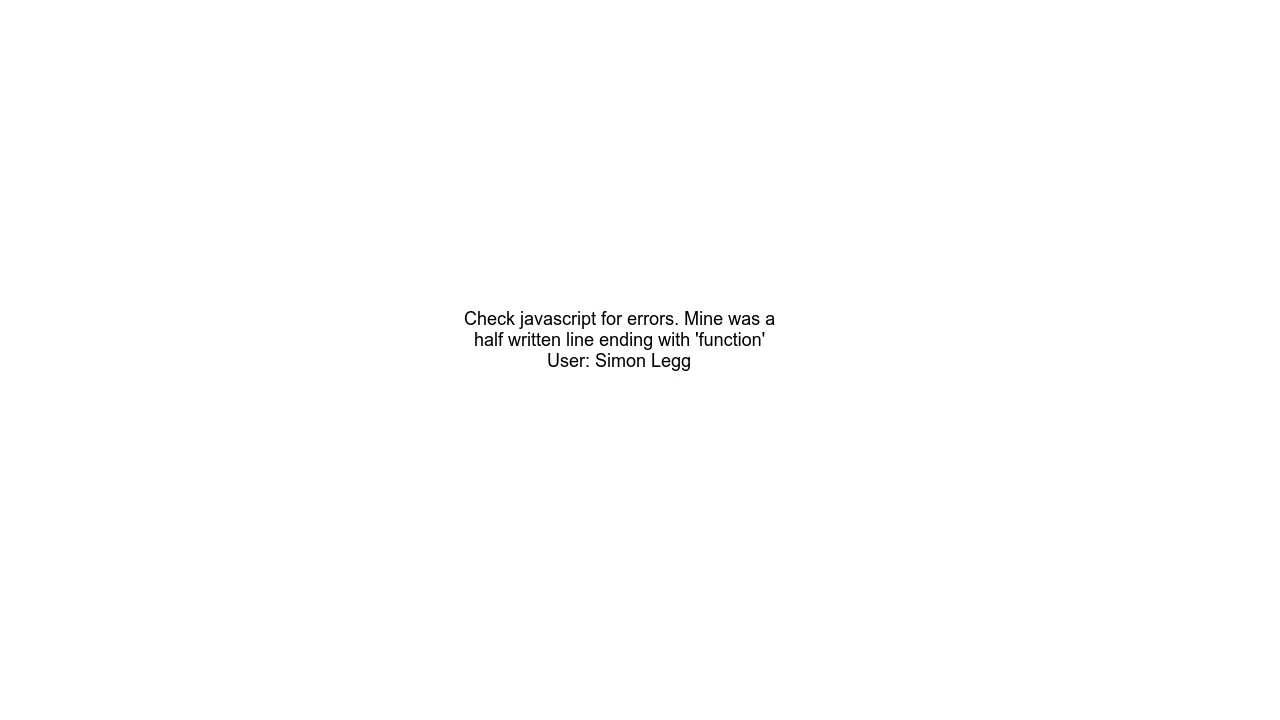 Check javascript for errors. Mine was a
half written line ending with 'function'
User: Simon Legg